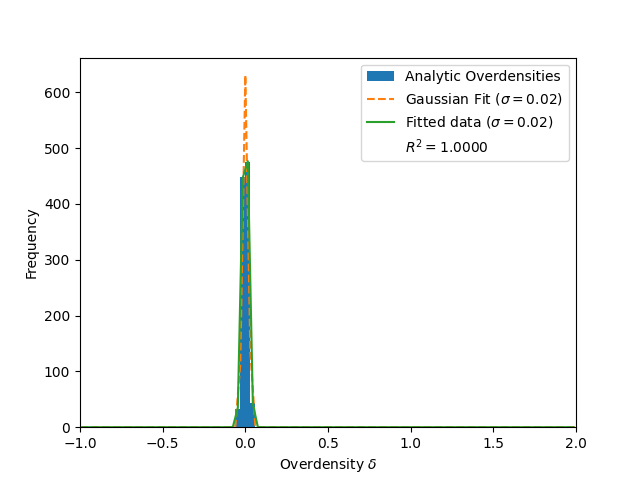 Analytic Overdensities
Gaussian Fit (σ = 0.02)
Fitted data (σ = 0.02)
R² = 1.0000
600
500
400
300
200
100
0
Frequency
−1.0 −0.5 0.0 0.5 1.0 1.5 2.0
Overdensity δ